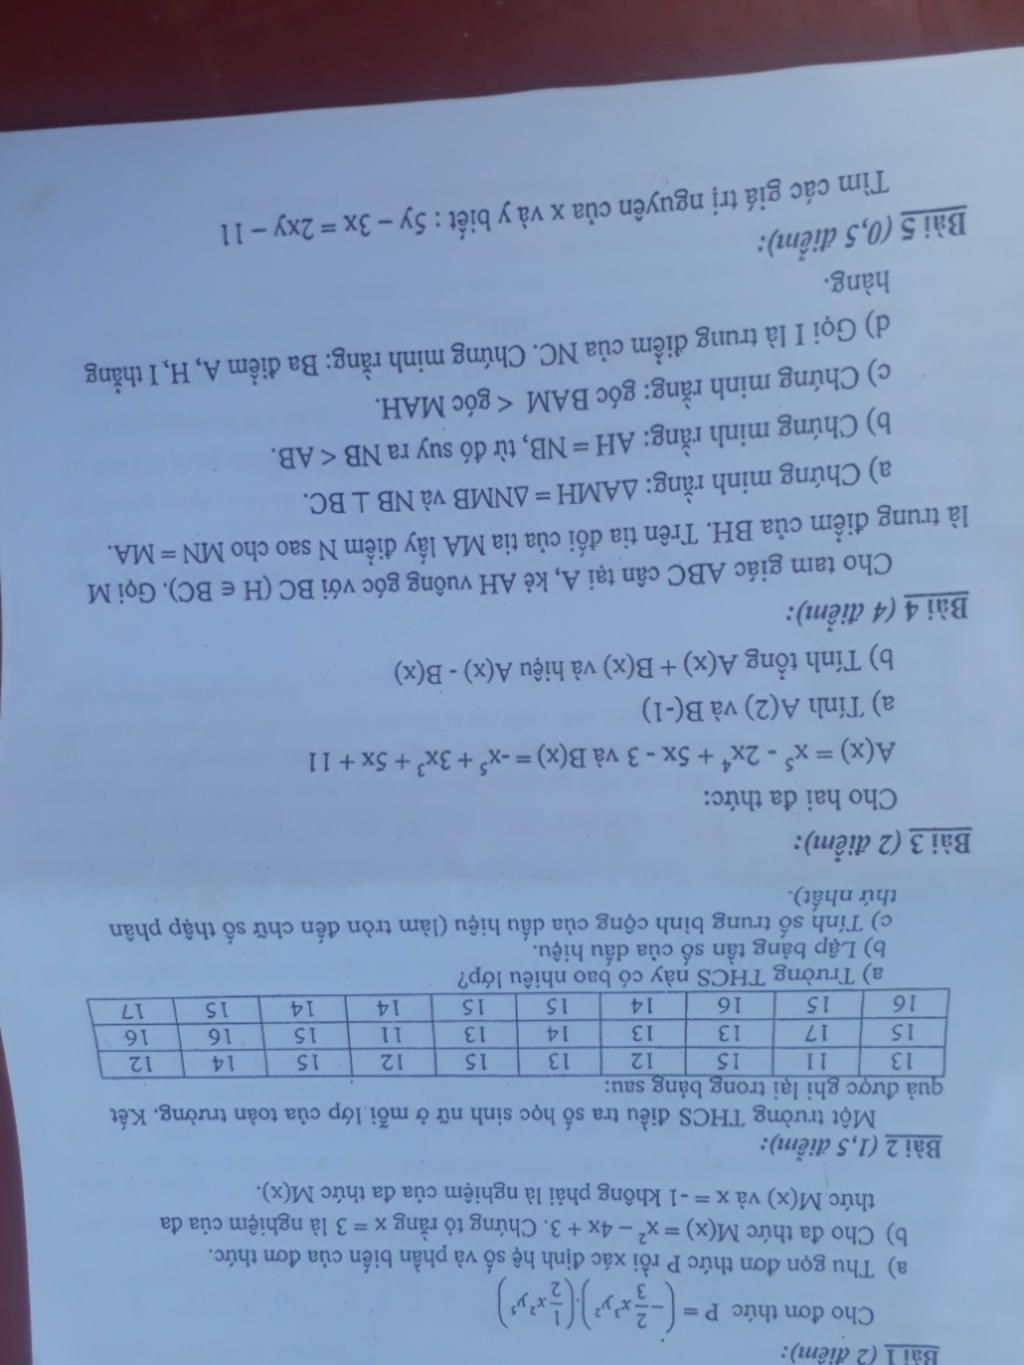 Bài 1 (2 điểm):
Cho đơn thức P = (−2/3 x³y²)·(1/2 x²y⁵)
a) Thu gọn đơn thức P rồi xác định hệ số và phần biến của đơn thức.
b) Cho đa thức M(x) = x² – 4x + 3. Chứng tỏ rằng x = 3 là nghiệm của đa
thức M(x) và x = -1 không phải là nghiệm của đa thức M(x).
Bài 2 (1,5 điểm):
Một trường THCS điều tra số học sinh nữ ở mỗi lớp của toàn trường. Kết
quả được ghi lại trong bảng sau:
13 11 15 12 13 15 12 15 14 12
15 17 13 13 14 13 11 15 16 16
16 15 16 14 15 15 14 14 15 17
a) Trường THCS này có bao nhiêu lớp?
b) Lập bảng tần số của dấu hiệu.
c) Tính số trung bình cộng của dấu hiệu (làm tròn đến chữ số thập phân
thứ nhất).
Bài 3 (2 điểm):
Cho hai đa thức:
A(x) = x⁵ - 2x⁴ + 5x - 3 và B(x) = -x⁵ + 3x³ + 5x + 11
a) Tính A(2) và B(-1)
b) Tính tổng A(x) + B(x) và hiệu A(x) - B(x)
Bài 4 (4 điểm):
Cho tam giác ABC cân tại A, kẻ AH vuông góc với BC (H ∈ BC). Gọi M
là trung điểm của BH. Trên tia đối của tia MA lấy điểm N sao cho MN = MA.
a) Chứng minh rằng: ΔAMH = ΔNMB và NB ⊥ BC.
b) Chứng minh rằng: AH = NB, từ đó suy ra NB < AB.
c) Chứng minh rằng: góc BAM < góc MAH.
d) Gọi I là trung điểm của NC. Chứng minh rằng: Ba điểm A, H, I thẳng
hàng.
Bài 5 (0,5 điểm):
Tìm các giá trị nguyên của x và y biết : 5y – 3x = 2xy – 11